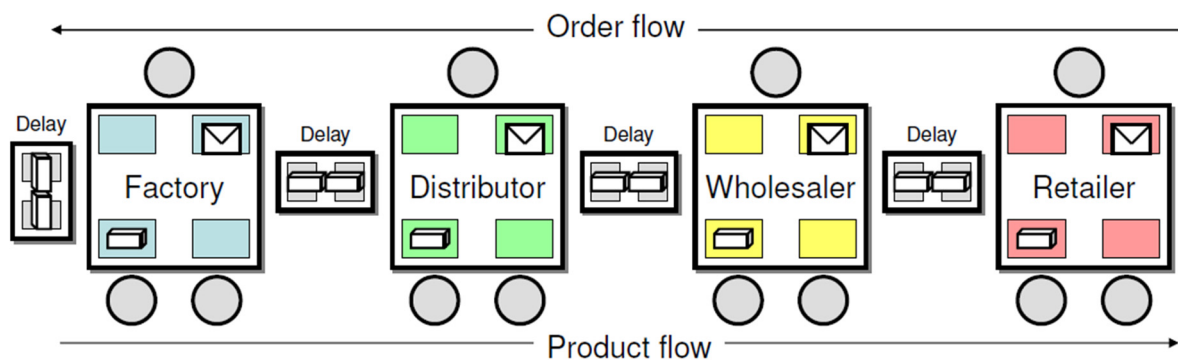 Order flow
Delay
Factory
Delay
Distributor
Delay
Wholesaler
Delay
Retailer
Product flow